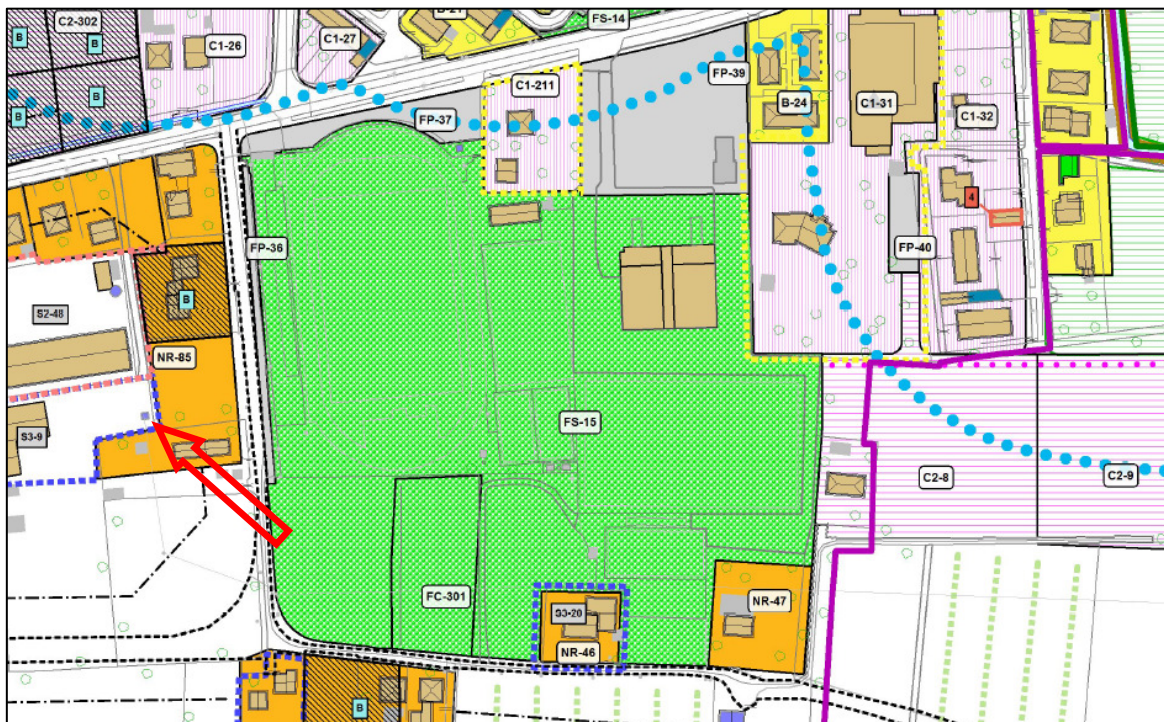 B-21
FS-14
C2-302
B
C1-26
C1-27
B
B
B
C1-211
FP-39
FP-37
B-24
C1-31
C1-32
4
FP-36
FP-40
B
S2-48
NR-85
FS-15
S3-9
C2-8
C2-9
FC-301
S3-20
NR-47
NR-46
B